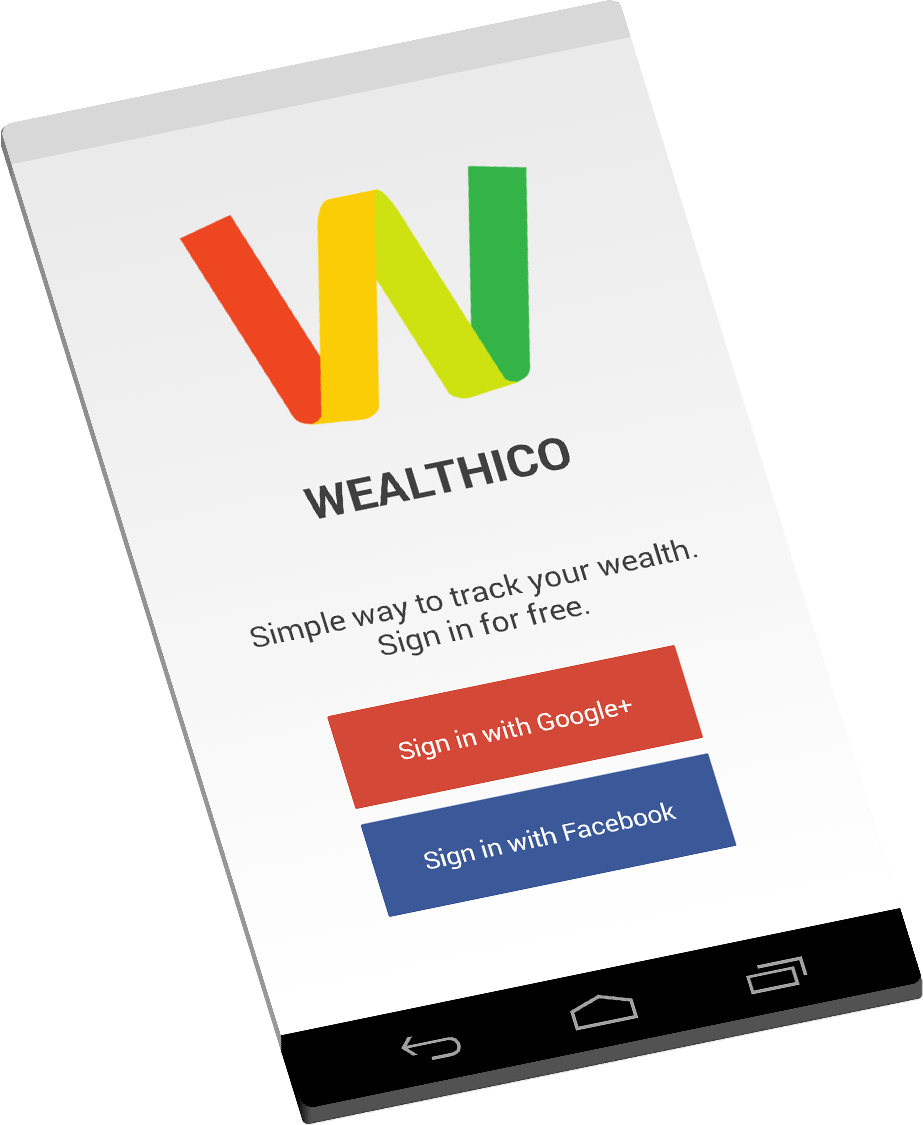 WEALTHICO
Simple way to track your wealth.
Sign in for free.
Sign in with Google+
Sign in with Facebook